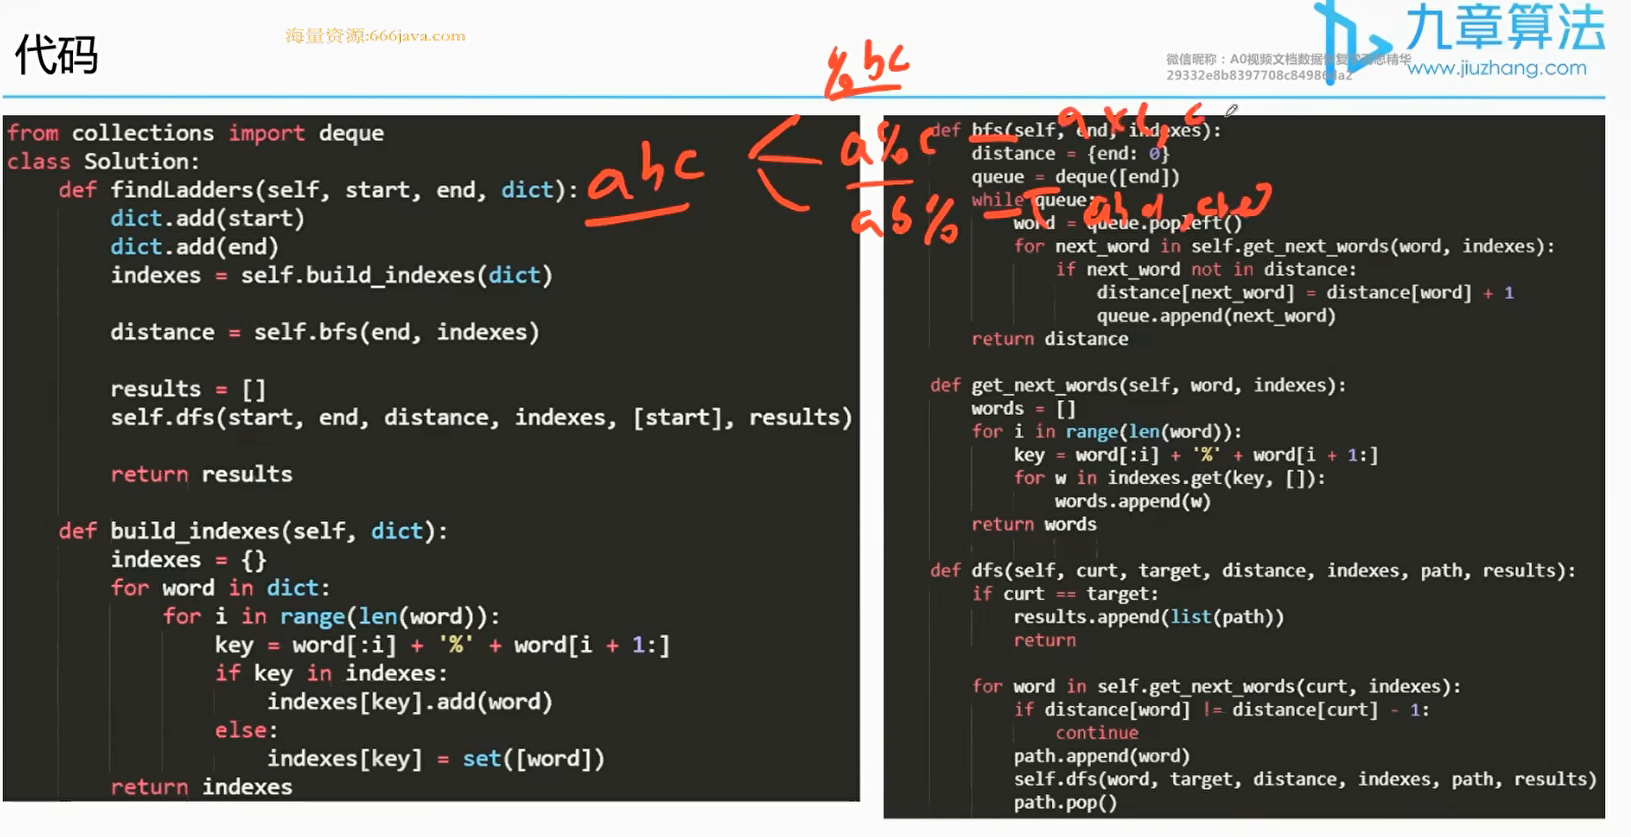 代码
海量资源:666java.com
九章算法
www.jiuzhang.com
微信昵称：A0视频文档数据恢复
from collections import deque
class Solution:
    def findLadders(self, start, end, dict):
        dict.add(start)
        dict.add(end)
        indexes = self.build_indexes(dict)
        distance = self.bfs(end, indexes)
        results = []
        self.dfs(start, end, distance, indexes, [start], results)
        return results
    def build_indexes(self, dict):
        indexes = {}
        for word in dict:
            for i in range(len(word)):
                key = word[:i] + '%' + word[i + 1:]
                if key in indexes:
                    indexes[key].add(word)
                else:
                    indexes[key] = set([word])
        return indexes
abc
%bc
a%c
ab%
    def bfs(self, end, indexes):
        distance = {end: 0}
        queue = deque([end])
        while queue:
            word = queue.popleft()
            for next_word in self.get_next_words(word, indexes):
                if next_word not in distance:
                    distance[next_word] = distance[word] + 1
                    queue.append(next_word)
        return distance
    def get_next_words(self, word, indexes):
        words = []
        for i in range(len(word)):
            key = word[:i] + '%' + word[i + 1:]
            for w in indexes.get(key, []):
                words.append(w)
        return words
    def dfs(self, curt, target, distance, indexes, path, results):
        if curt == target:
            results.append(list(path))
            return
        for word in self.get_next_words(curt, indexes):
            if distance[word] != distance[curt] - 1:
                continue
            path.append(word)
            self.dfs(word, target, distance, indexes, path, results)
            path.pop()